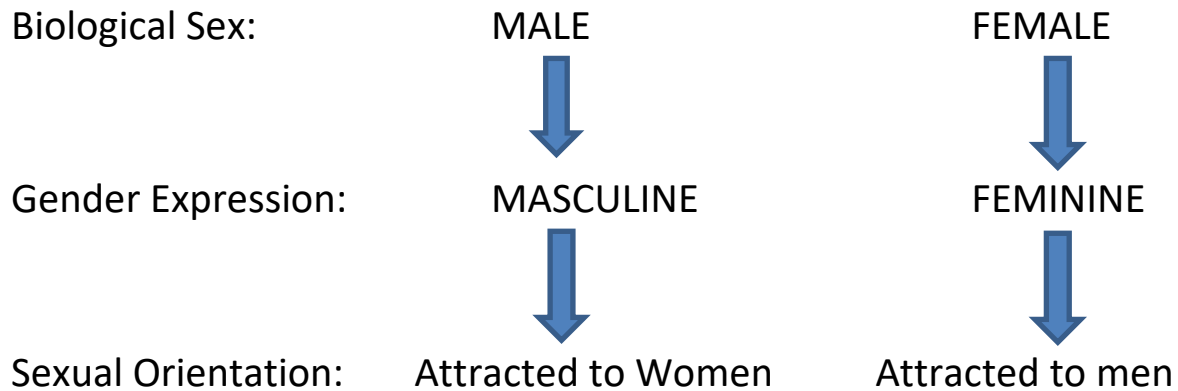 Biological Sex: MALE FEMALE
Gender Expression: MASCULINE FEMININE
Sexual Orientation: Attracted to Women Attracted to men